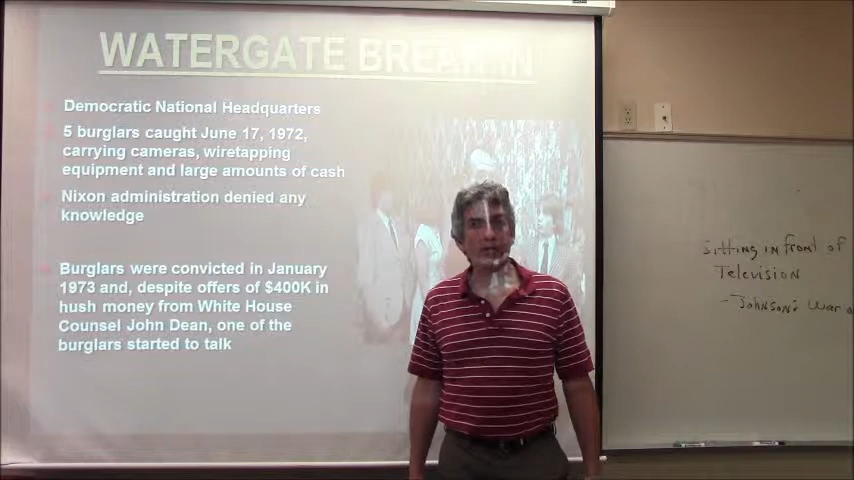 WATERGATE BREAK IN
Democratic National Headquarters
5 burglars caught June 17, 1972,
carrying cameras, wiretapping
equipment and large amounts of cash
Nixon administration denied any
knowledge
Burglars were convicted in January
1973 and, despite offers of $400K in
hush money from White House
Counsel John Dean, one of the
burglars started to talk
Sitting in front of
Television
- Johnson's War